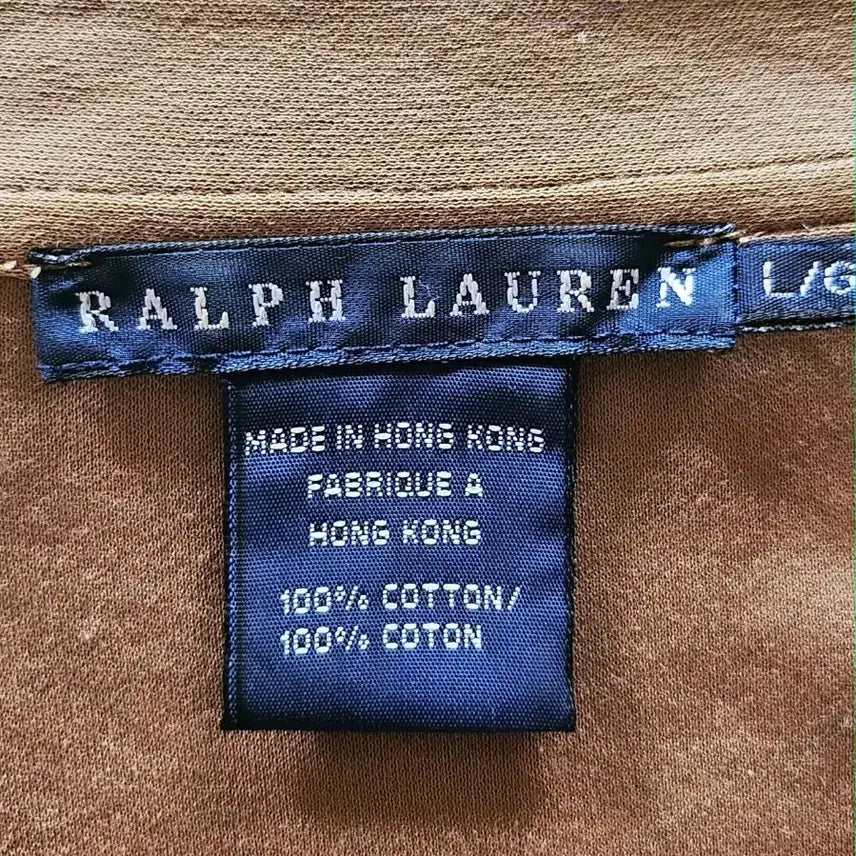 RALPH LAUREN
L/G
MADE IN HONG KONG
FABRIQUE A
HONG KONG
100% COTTON/
100% COTON